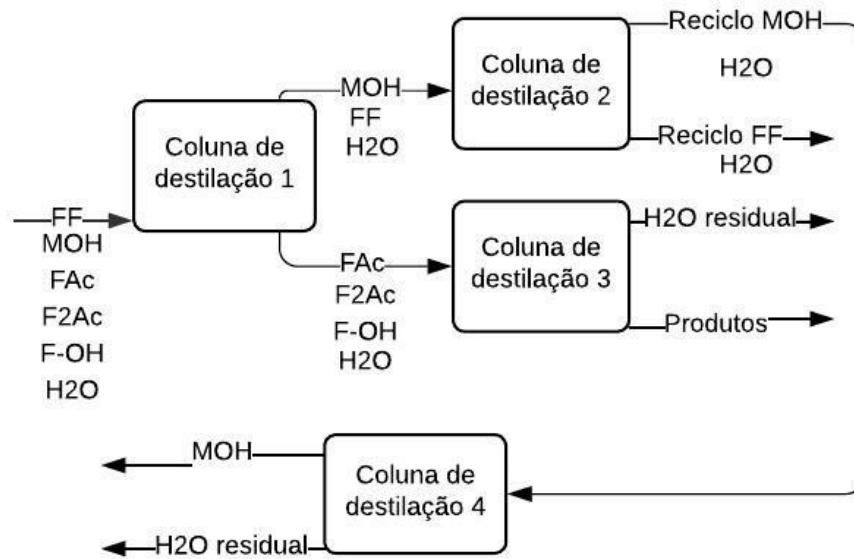 Reciclo MOH
H2O
Coluna de
destilação 2
MOH
FF
H2O
Reciclo FF
H2O
Coluna de
destilação 1
FF
MOH
FAc
F2Ac
F-OH
H2O
FAc
F2Ac
F-OH
H2O
Coluna de
destilação 3
H2O residual
Produtos
MOH
H2O residual
Coluna de
destilação 4